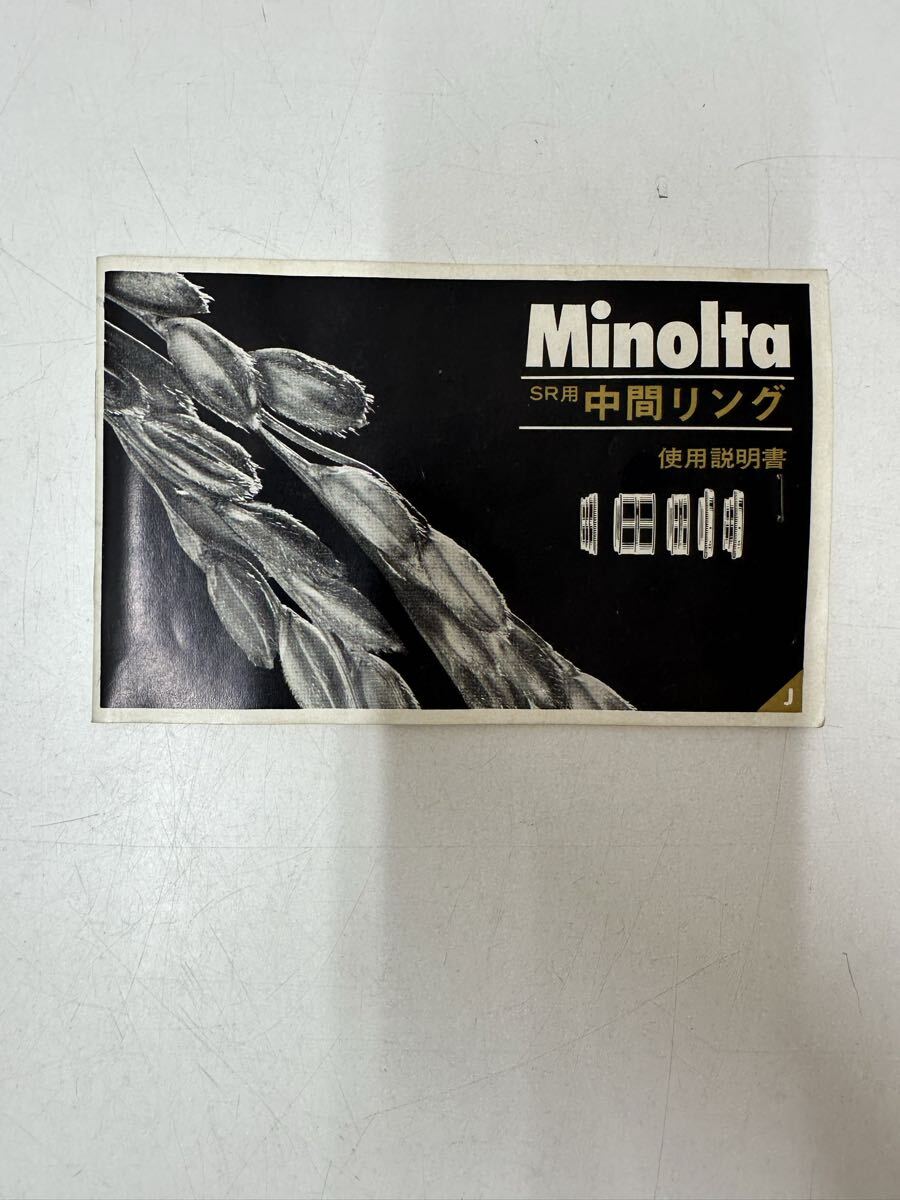 Minolta
SR用 中間リング
使用説明書
J